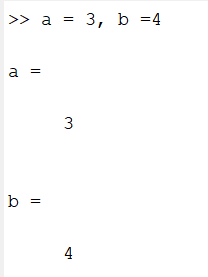 >> a = 3, b =4
a =
3
b =
4